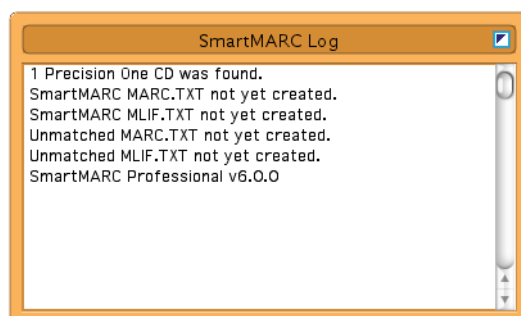 SmartMARC Log
1 Precision One CD was found.
SmartMARC MARC.TXT not yet created.
SmartMARC MLIF.TXT not yet created.
Unmatched MARC.TXT not yet created.
Unmatched MLIF.TXT not yet created.
SmartMARC Professional v6.0.0